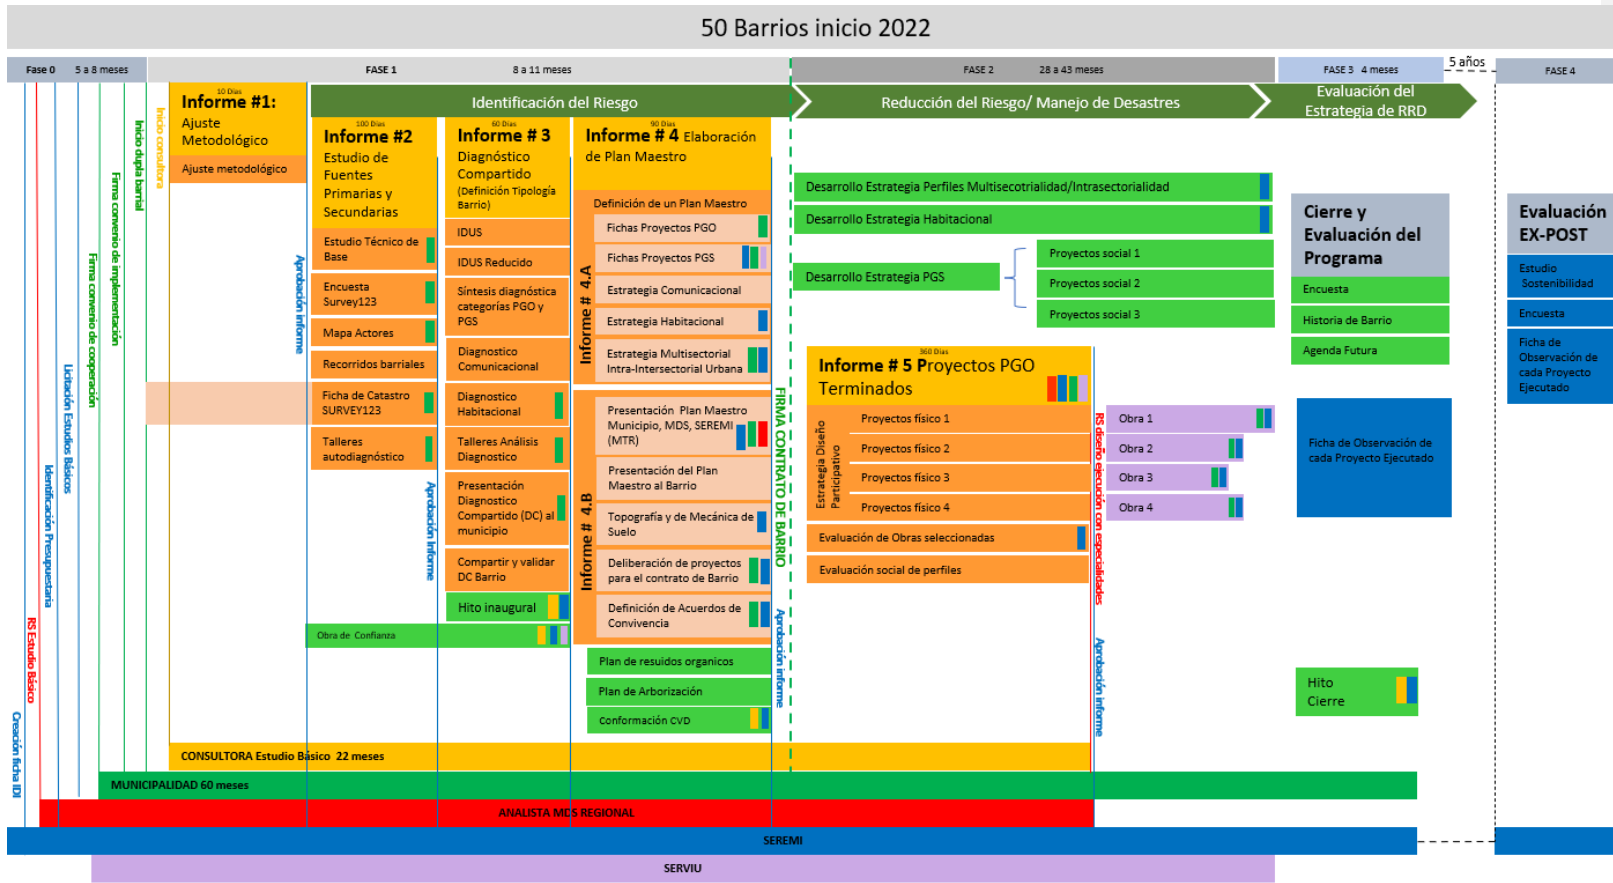 50 Barrios inicio 2022
Fase 0
5 a 8 meses
FASE 1
8 a 11 meses
FASE 2
28 a 43 meses
FASE 3 4 meses
5 años
FASE 4
Identificación del Riesgo
Reducción del Riesgo/ Manejo de Desastres
Evaluación del
Estrategia de RRD
Creación ficha IDI
RS Estudio Básico
Identificación Presupuestaria
Licitación Estudios Básicos
Firma convenio de cooperación
Firma convenio de implementación
Inicio dupla barrial
Inicio consultora
10 Días
Informe #1:
Ajuste
Metodológico
Ajuste metodológico
Aprobación informe
100 Días
Informe #2
Estudio de
Fuentes
Primarias y
Secundarias
Estudio Técnico de
Base
Encuesta
Survey123
Mapa Actores
Recorridos barriales
Ficha de Catastro
SURVEY123
Talleres
autodiagnóstico
Aprobación Informe
60 Días
Informe # 3
Diagnóstico
Compartido
(Definición Tipología
Barrio)
IDUS
IDUS Reducido
Síntesis diagnóstica
categorías PGO y
PGS
Diagnostico
Comunicacional
Diagnostico
Habitacional
Talleres Análisis
Diagnostico
Presentación
Diagnostico
Compartido (DC) al
municipio
Compartir y validar
DC Barrio
Hito inaugural
Obra de Confianza
90 Días
Informe # 4 Elaboración
de Plan Maestro
Definición de un Plan Maestro
Informe # 4.A
Fichas Proyectos PGO
Fichas Proyectos PGS
Estrategia Comunicacional
Estrategia Habitacional
Estrategia Multisectorial
Intra-Intersectorial Urbana
Informe # 4.B
Presentación Plan Maestro
Municipio, MDS, SEREMI
(MTR)
Presentación del Plan
Maestro al Barrio
Topografía y de Mecánica de
Suelo
Deliberación de proyectos
para el contrato de Barrio
Definición de Acuerdos de
Convivencia
Plan de resuidos organicos
Plan de Arborización
Conformación CVD
FIRMA CONTRATO DE BARRIO
Aprobación informe
Desarrollo Estrategia Perfiles Multisecotrialidad/Intrasectorialidad
Desarrollo Estrategia Habitacional
Desarrollo Estrategia PGS
Proyectos social 1
Proyectos social 2
Proyectos social 3
360 Días
Informe # 5 Proyectos PGO
Terminados
Estrategia Diseño
Participativo
Proyectos físico 1
Proyectos físico 2
Proyectos físico 3
Proyectos físico 4
Evaluación de Obras seleccionadas
Evaluación social de perfiles
RS diseño ejecución con especialidades
Aprobación informe
Obra 1
Obra 2
Obra 3
Obra 4
Cierre y
Evaluación del
Programa
Encuesta
Historia de Barrio
Agenda Futura
Ficha de Observación de
cada Proyecto Ejecutado
Hito
Cierre
Evaluación
EX-POST
Estudio
Sostenibilidad
Encuesta
Ficha de
Observación de
cada Proyecto
Ejecutado
CONSULTORA Estudio Básico 22 meses
MUNICIPALIDAD 60 meses
ANALISTA MDS REGIONAL
SEREMI
SERVIU